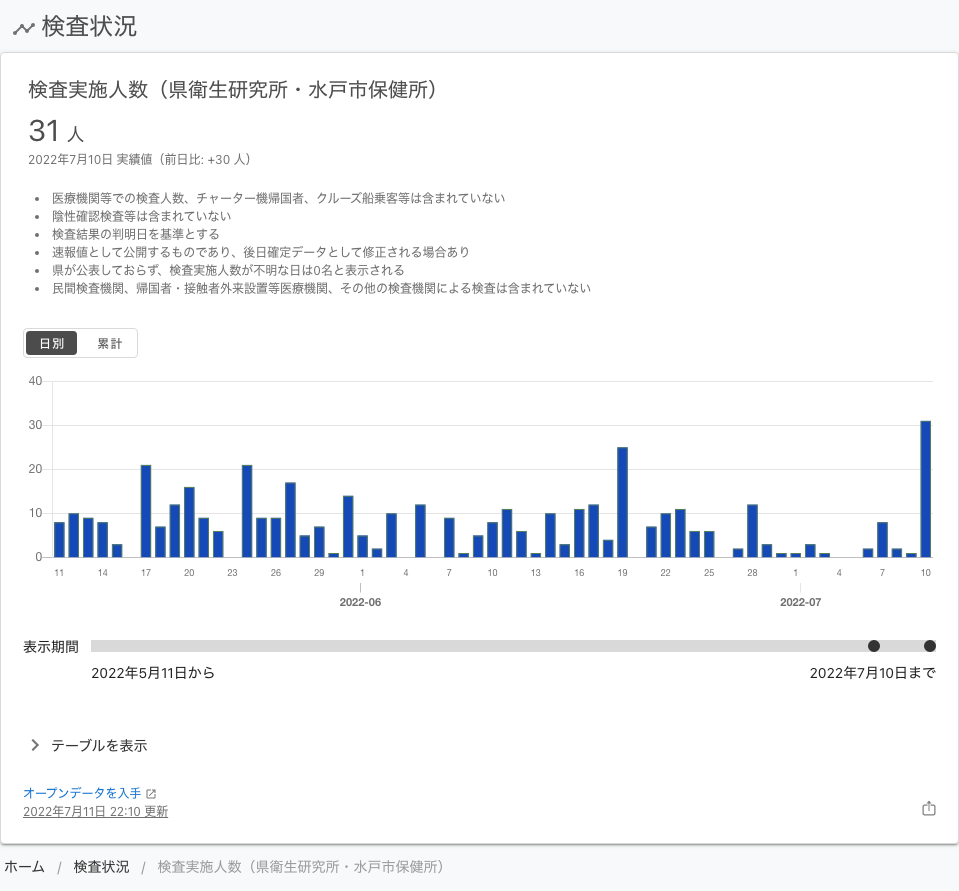 検査状況
検査実施人数（県衛生研究所・水戸市保健所）
31 人
2022年7月10日 実績値（前日比: +30 人）
医療機関等での検査人数、チャーター機帰国者、クルーズ船乗客等は含まれていない
陰性確認検査等は含まれていない
検査結果の判明日を基準とする
速報値として公開するものであり、後日確定データとして修正される場合あり
県が公表しておらず、検査実施人数が不明な日は0名と表示される
民間検査機関、帰国者・接触者外来設置等医療機関、その他の検査機関による検査は含まれていない
日別 累計
40
30
20
10
0
11 14 17 20 23 26 29 1 4 7 10 13 16 19 22 25 28 1 4 7 10
2022-06 2022-07
表示期間
2022年5月11日から 2022年7月10日まで
テーブルを表示
オープンデータを入手
2022年7月11日 22:10 更新
ホーム / 検査状況 / 検査実施人数（県衛生研究所・水戸市保健所）